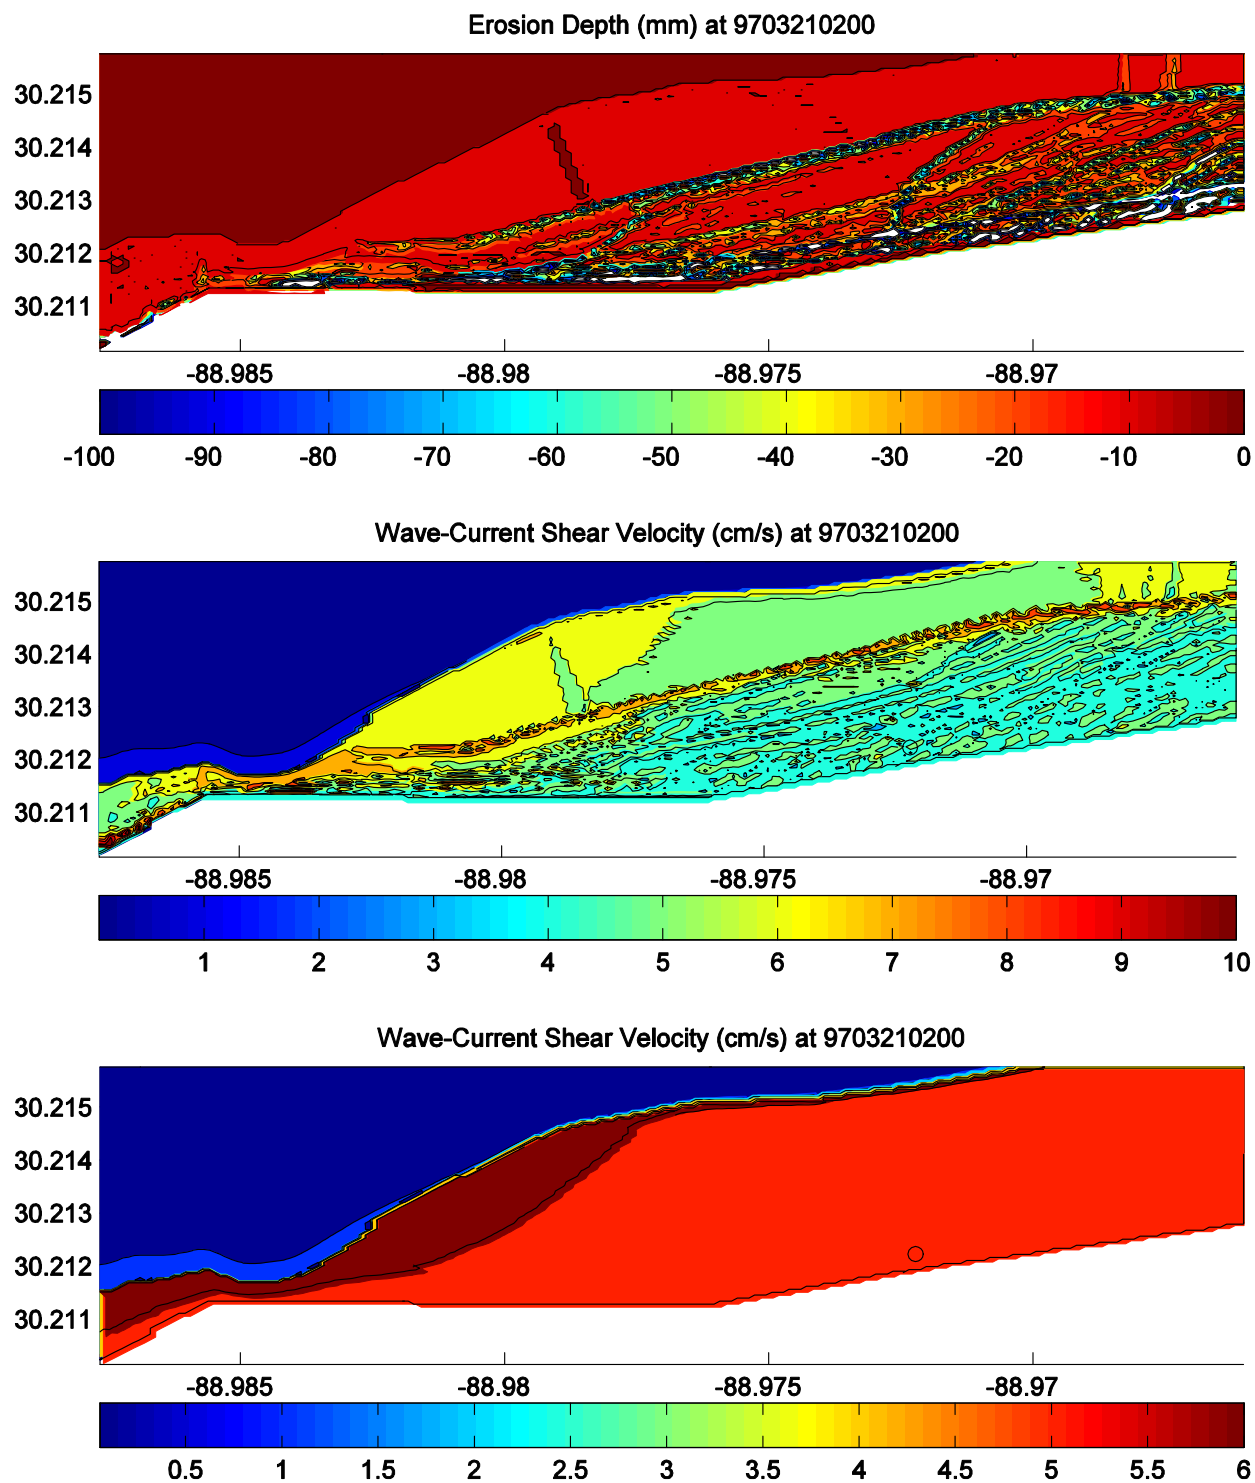 Erosion Depth (mm) at 9703210200
30.215
30.214
30.213
30.212
30.211
-88.985 -88.98 -88.975 -88.97
-100 -90 -80 -70 -60 -50 -40 -30 -20 -10 0
Wave-Current Shear Velocity (cm/s) at 9703210200
30.215
30.214
30.213
30.212
30.211
-88.985 -88.98 -88.975 -88.97
1 2 3 4 5 6 7 8 9 10
Wave-Current Shear Velocity (cm/s) at 9703210200
30.215
30.214
30.213
30.212
30.211
-88.985 -88.98 -88.975 -88.97
0.5 1 1.5 2 2.5 3 3.5 4 4.5 5 5.5 6